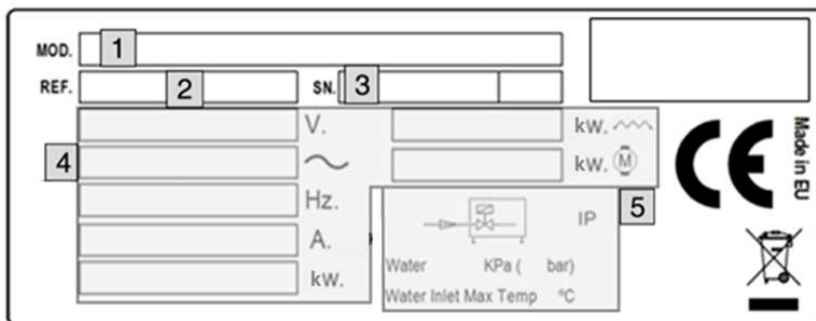 MOD. 1
REF. 2 SN. 3
V. kw.
4 kw. M
Hz. 5
IP
A.
Water KPa ( bar)
kw.
Water Inlet Max Temp °C
CE
Made in EU